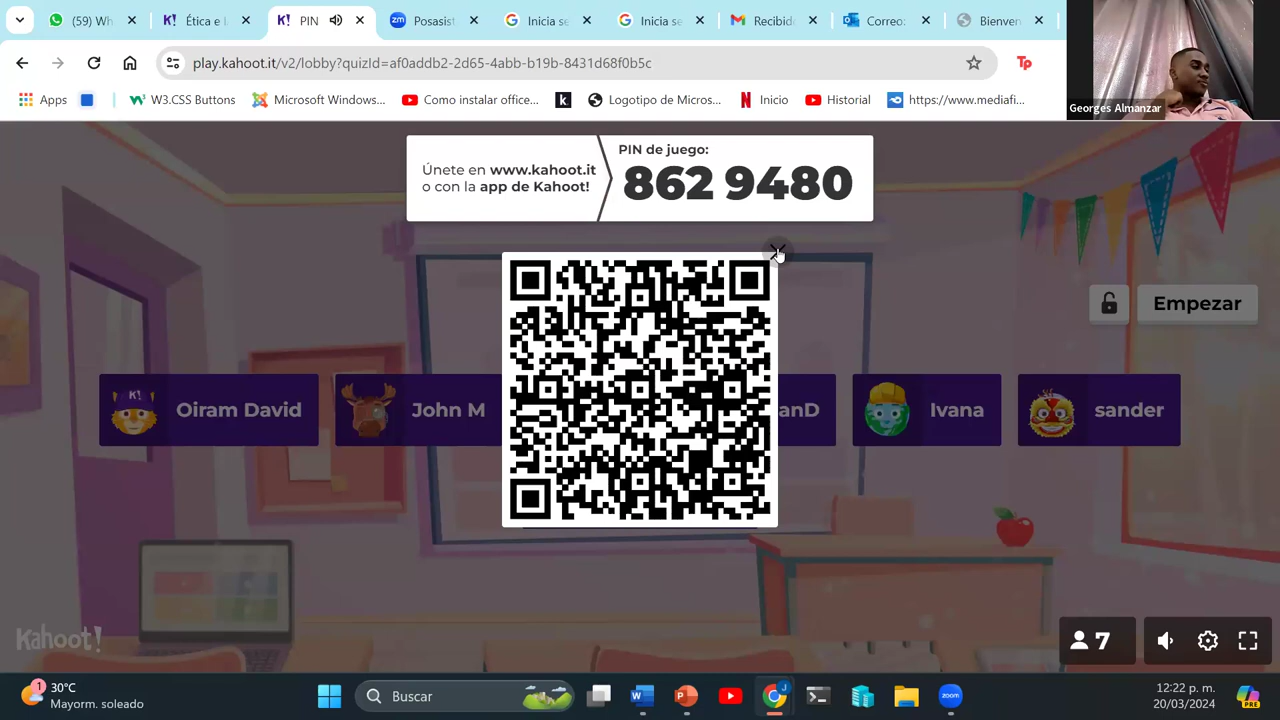 (59) Wh
Ética e l
PIN
Posasist
Inicia se
Inicia se
Recibid
Correo:
Bienven
play.kahoot.it/v2/lobby?quizId=af0addb2-2d65-4abb-b19b-8431d68f0b5c
Tp
Apps
W3.CSS Buttons
Microsoft Windows...
Como instalar office...
Logotipo de Micros...
Inicio
Historial
https://www.mediafi...
Georges Almanzar
Únete en www.kahoot.it
o con la app de Kahoot!
PIN de juego:
862 9480
Empezar
Oiram David
John M
anD
Ivana
sander
Kahoot!
7
1
30°C
Mayorm. soleado
Buscar
12:22 p. m.
20/03/2024
PRE